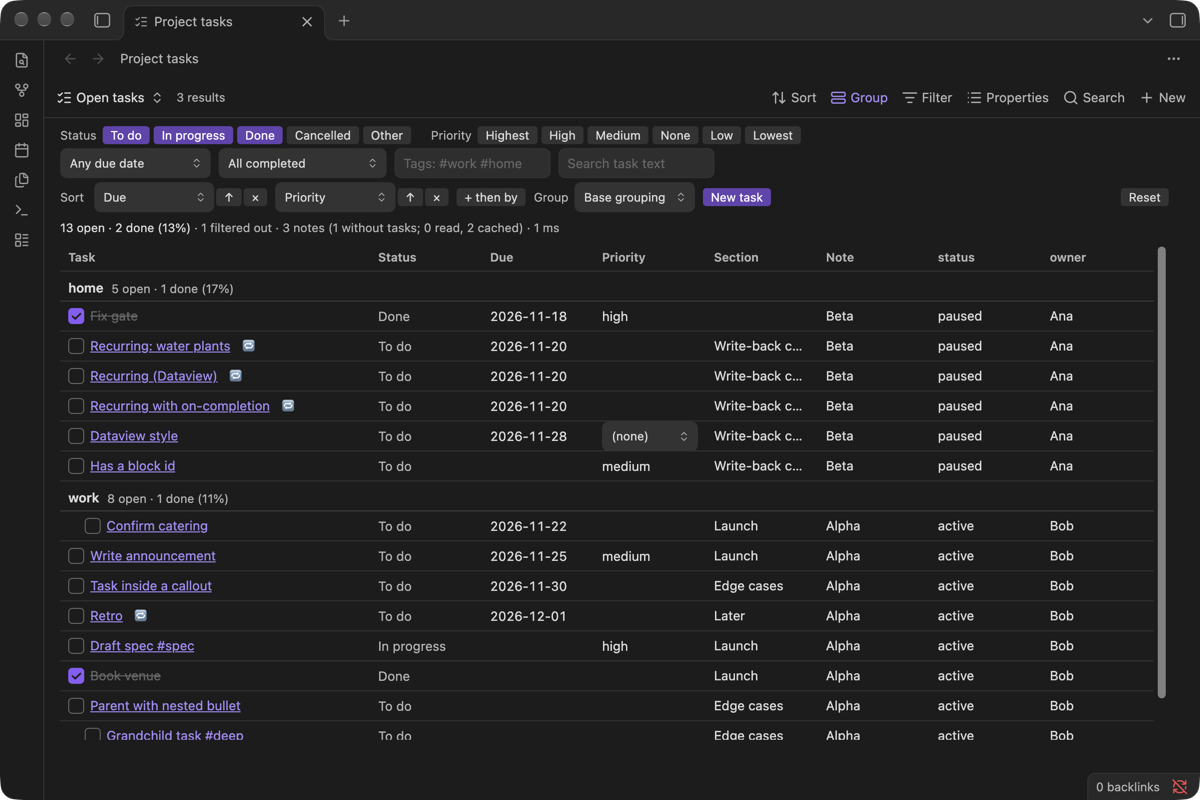 Project tasks
Project tasks
Open tasks 3 results Sort Group Filter Properties Search New
Status To do In progress Done Cancelled Other Priority Highest High Medium None Low Lowest
Any due date All completed Tags: #work #home Search task text
Sort Due ↑ × Priority ↑ × + then by Group Base grouping New task Reset
13 open · 2 done (13%) · 1 filtered out · 3 notes (1 without tasks; 0 read, 2 cached) · 1 ms
Task Status Due Priority Section Note status owner
home 5 open · 1 done (17%)
Fix gate Done 2026-11-18 high Beta paused Ana
Recurring: water plants To do 2026-11-20 Write-back c... Beta paused Ana
Recurring (Dataview) To do 2026-11-20 Write-back c... Beta paused Ana
Recurring with on-completion To do 2026-11-20 Write-back c... Beta paused Ana
Dataview style To do 2026-11-28 (none) Write-back c... Beta paused Ana
Has a block id To do medium Write-back c... Beta paused Ana
work 8 open · 1 done (11%)
Confirm catering To do 2026-11-22 Launch Alpha active Bob
Write announcement To do 2026-11-25 medium Launch Alpha active Bob
Task inside a callout To do 2026-11-30 Edge cases Alpha active Bob
Retro To do 2026-12-01 Later Alpha active Bob
Draft spec #spec In progress high Launch Alpha active Bob
Book venue Done Launch Alpha active Bob
Parent with nested bullet To do Edge cases Alpha active Bob
Grandchild task #deep To do Edge cases Alpha active Bob
0 backlinks